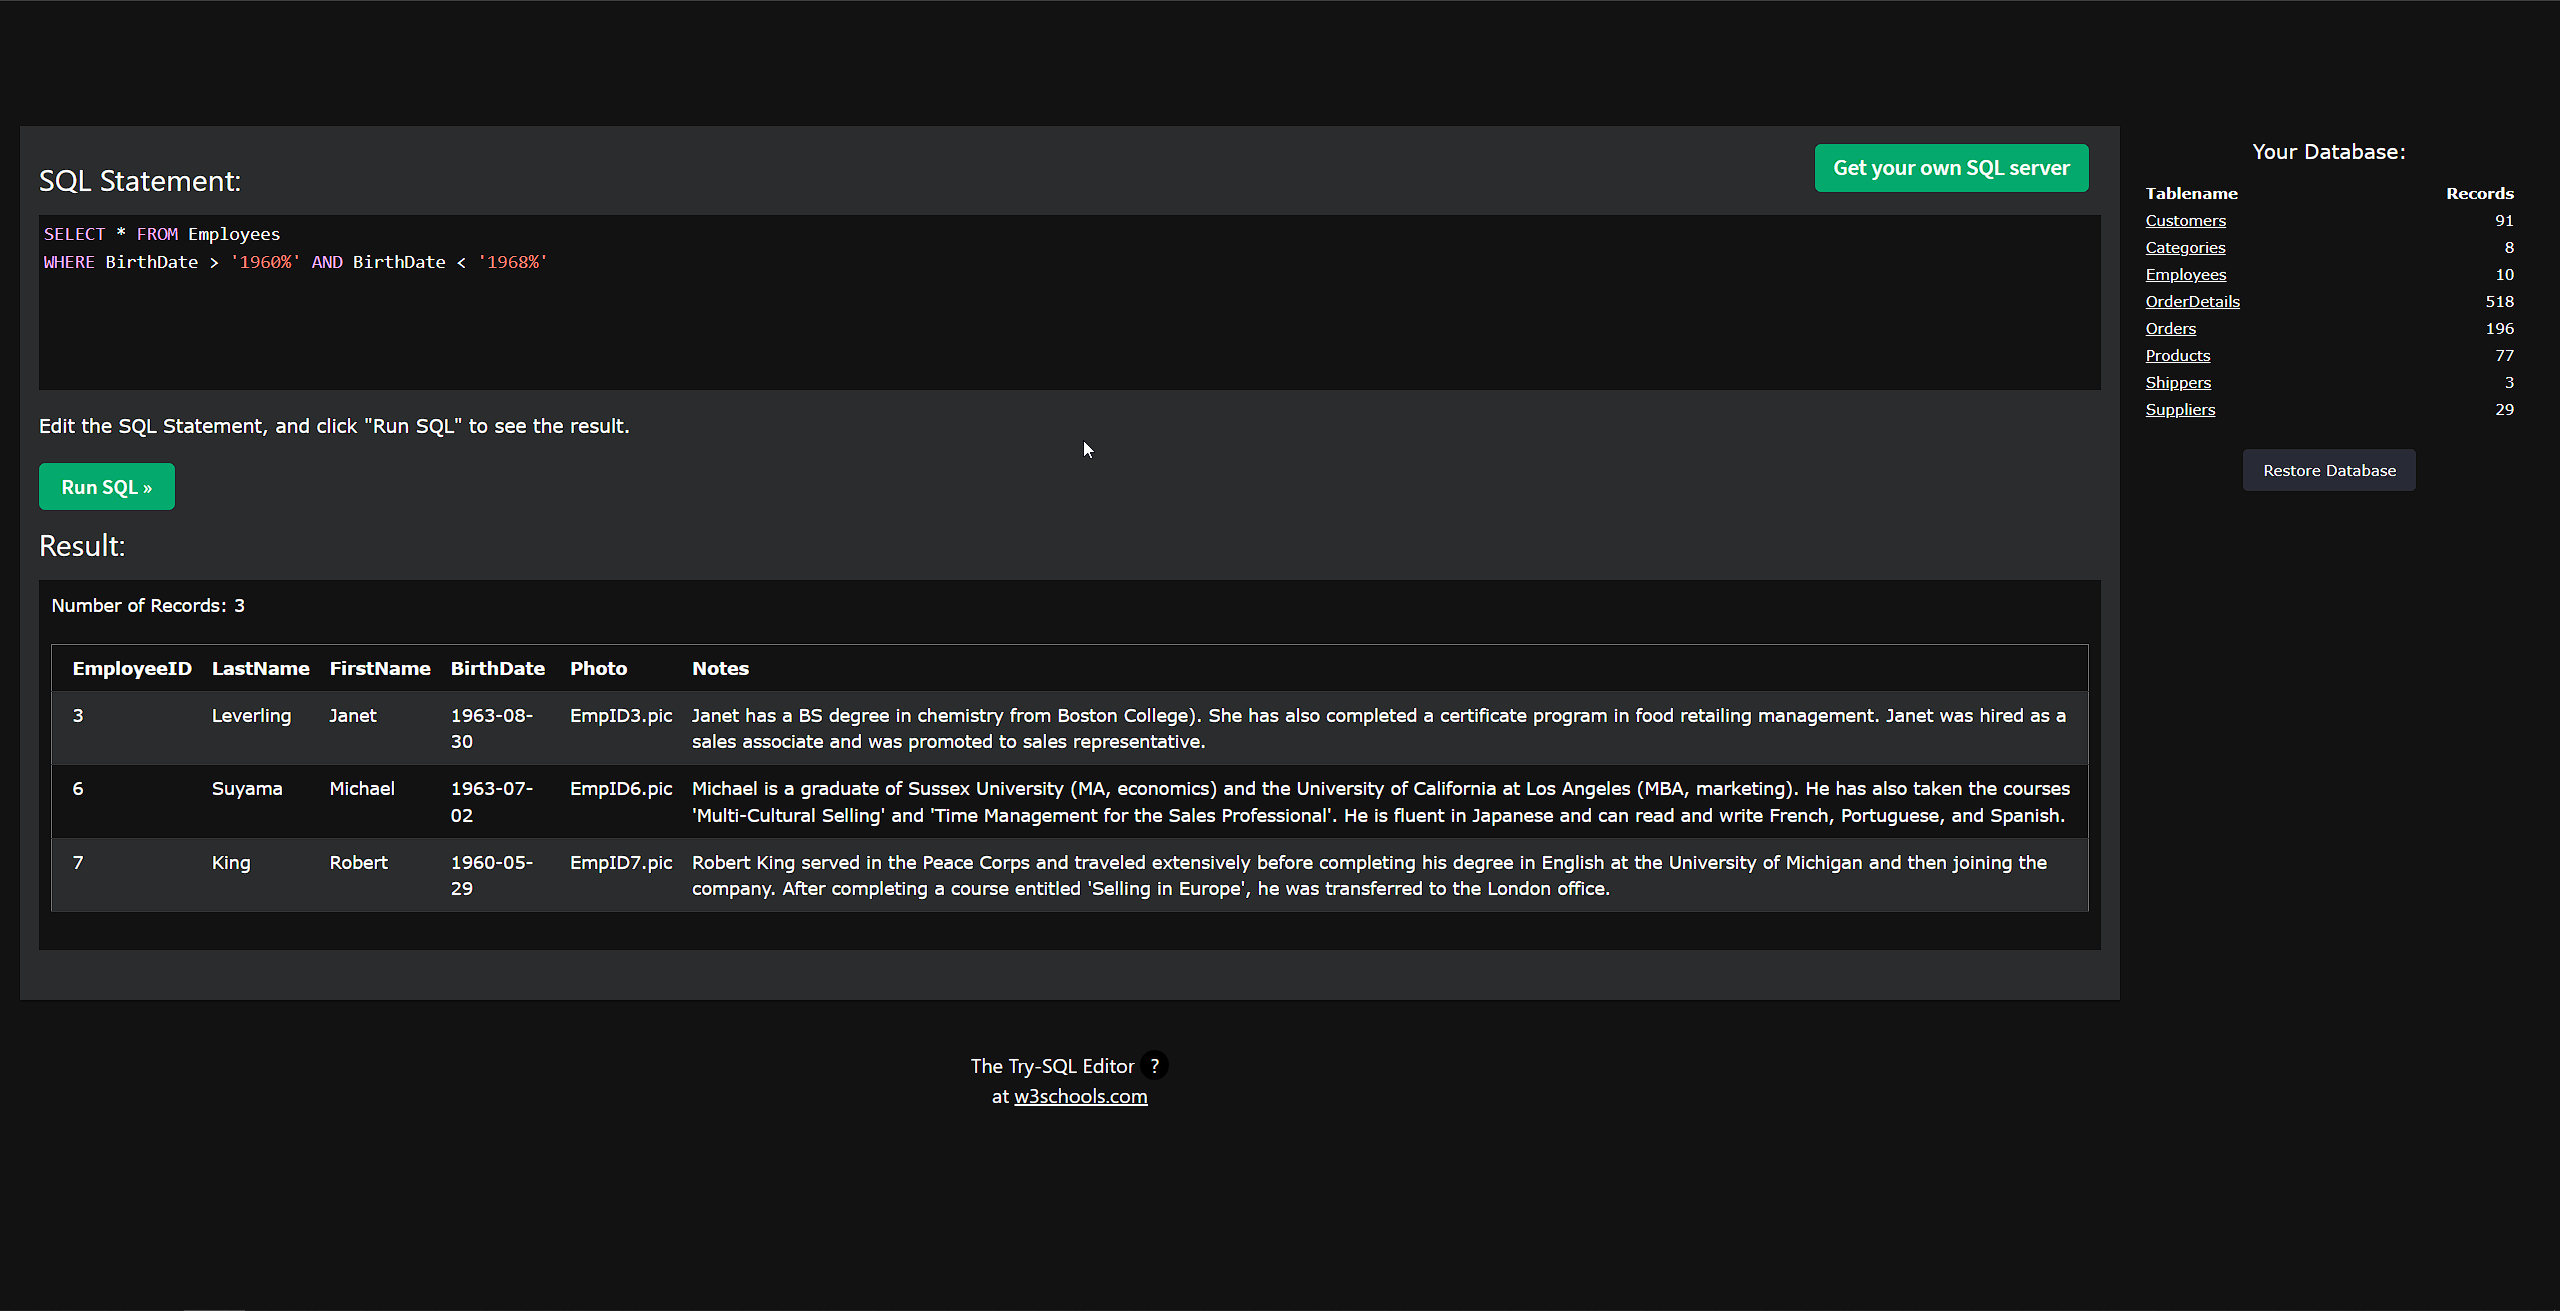 Get your own SQL server
SQL Statement:
SELECT * FROM Employees
WHERE BirthDate > '1960%' AND BirthDate < '1968%'
Edit the SQL Statement, and click "Run SQL" to see the result.
Run SQL »
Result:
Number of Records: 3
EmployeeID LastName FirstName BirthDate Photo Notes
3 Leverling Janet 1963-08- EmpID3.pic Janet has a BS degree in chemistry from Boston College). She has also completed a certificate program in food retailing management. Janet was hired as a
30 sales associate and was promoted to sales representative.
6 Suyama Michael 1963-07- EmpID6.pic Michael is a graduate of Sussex University (MA, economics) and the University of California at Los Angeles (MBA, marketing). He has also taken the courses
02 'Multi-Cultural Selling' and 'Time Management for the Sales Professional'. He is fluent in Japanese and can read and write French, Portuguese, and Spanish.
7 King Robert 1960-05- EmpID7.pic Robert King served in the Peace Corps and traveled extensively before completing his degree in English at the University of Michigan and then joining the
29 company. After completing a course entitled 'Selling in Europe', he was transferred to the London office.
The Try-SQL Editor ?
at w3schools.com
Your Database:
Tablename Records
Customers 91
Categories 8
Employees 10
OrderDetails 518
Orders 196
Products 77
Shippers 3
Suppliers 29
Restore Database